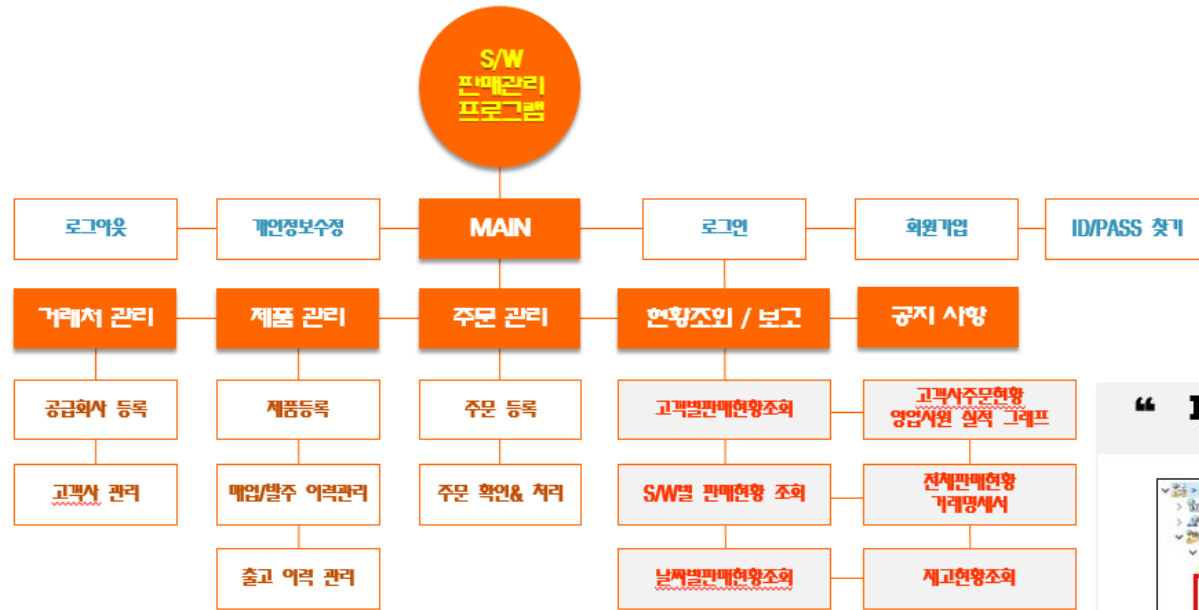 S/W
판매관리
프로그램
로그아웃
개인정보수정
MAIN
로그인
회원가입
ID/PASS 찾기
거래처 관리
제품 관리
주문 관리
현황조회 / 보고
공지 사항
공급회사 등록
제품등록
주문 등록
고객별판매현황조회
고객사주문현황
영업사원 실적 그래프
고객사 관리
매입/발주 이력관리
주문 확인& 처리
S/W별 판매현황 조회
전체판매현황
거래명세서
출고 이력 관리
날짜별판매현황조회
재고현황조회
“